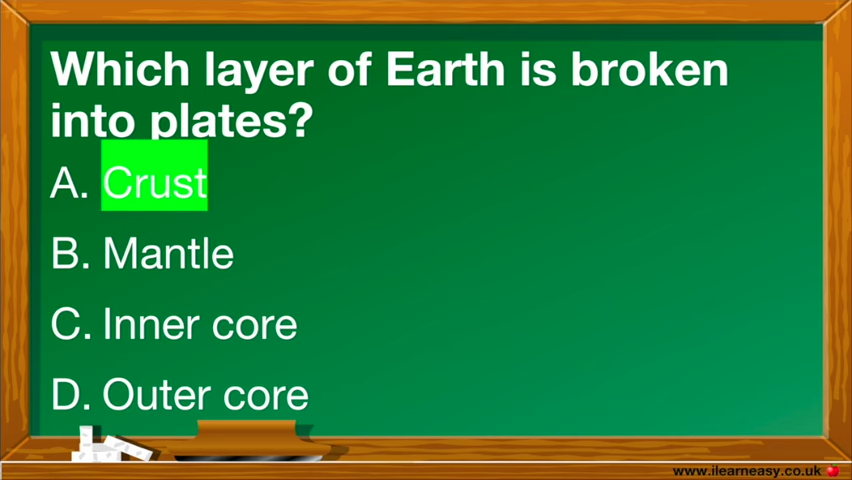 Which layer of Earth is broken
into plates?
A. Crust
B. Mantle
C. Inner core
D. Outer core
www.ilearneasy.co.uk